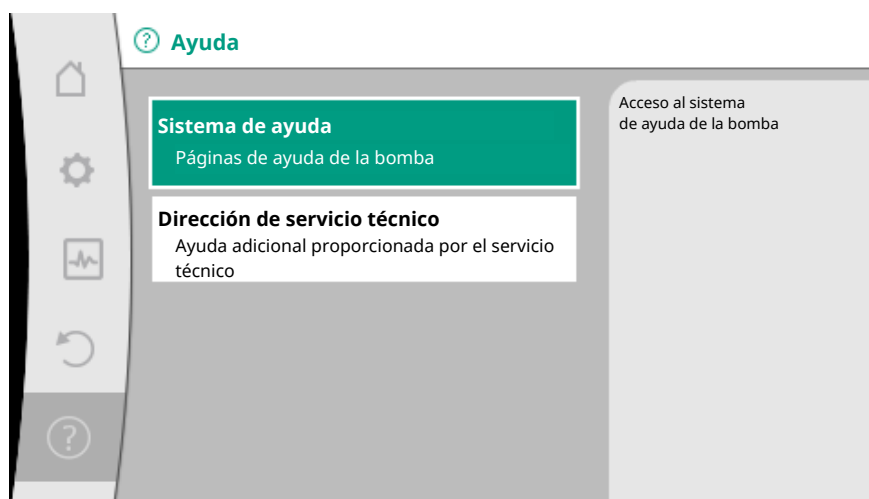 Ayuda
Sistema de ayuda
Páginas de ayuda de la bomba
Dirección de servicio técnico
Ayuda adicional proporcionada por el servicio
técnico
Acceso al sistema
de ayuda de la bomba